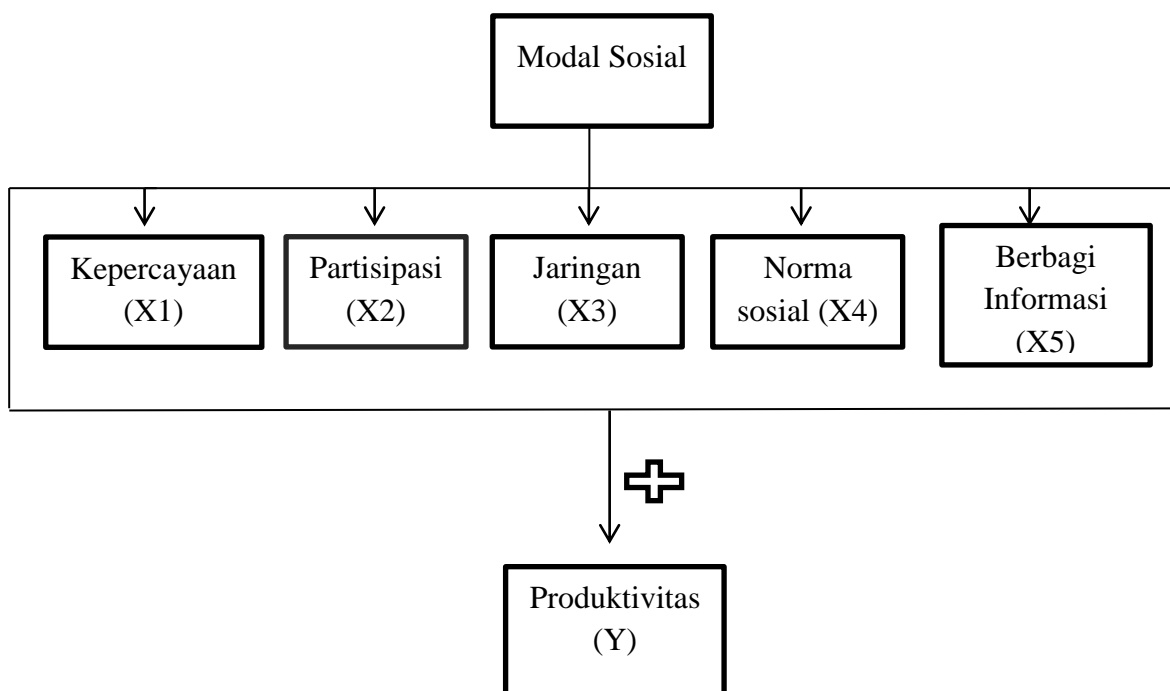 Modal Sosial
Kepercayaan
(X1)
Partisipasi
(X2)
Jaringan
(X3)
Norma
sosial (X4)
Berbagi
Informasi
(X5)
Produktivitas
(Y)